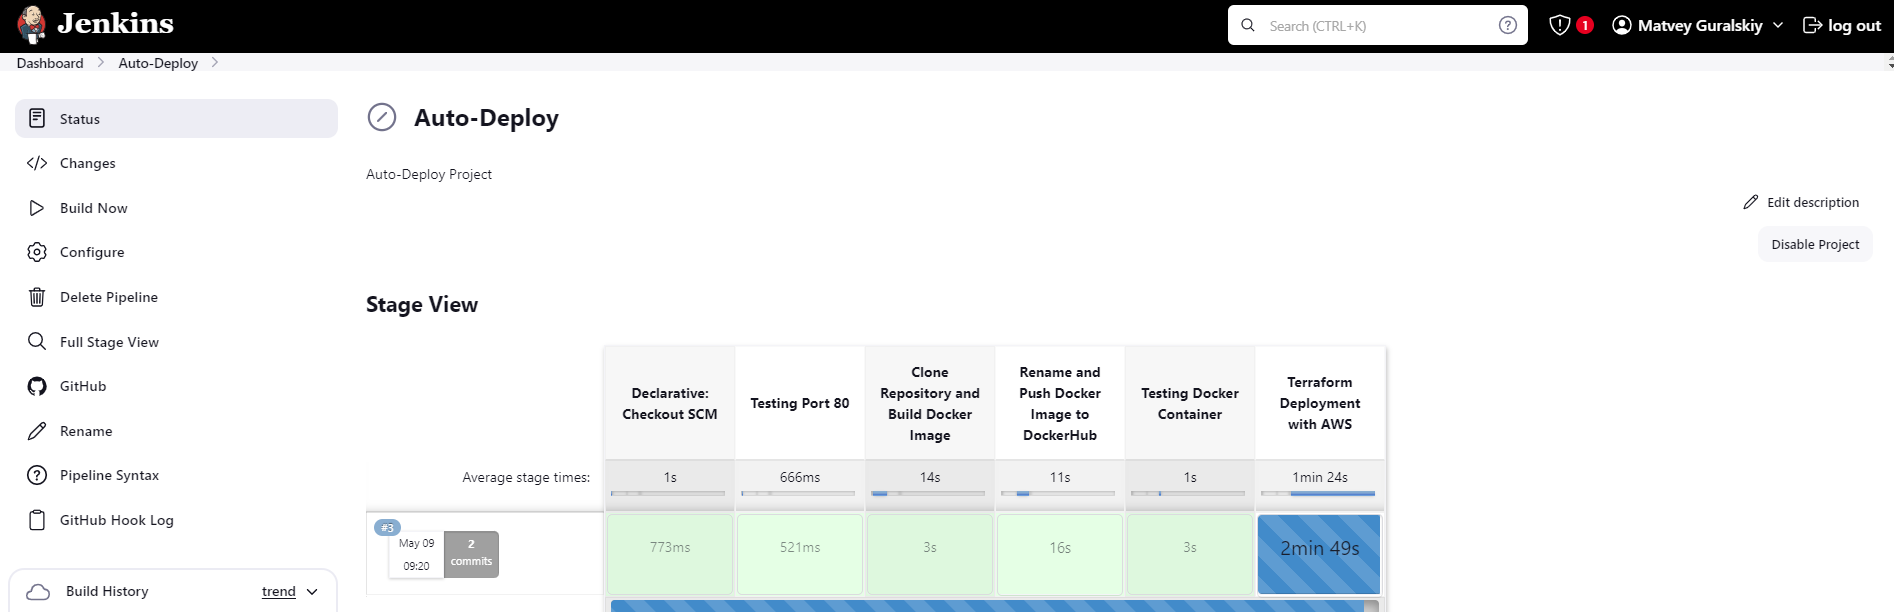 Jenkins
Search (CTRL+K)
1
Matvey Guralskiy
log out
Dashboard
Auto-Deploy
Status
Changes
Build Now
Configure
Delete Pipeline
Full Stage View
GitHub
Rename
Pipeline Syntax
GitHub Hook Log
Build History
trend
Auto-Deploy
Auto-Deploy Project
Edit description
Disable Project
Stage View
Declarative:
Checkout SCM
Testing Port 80
Clone
Repository and
Build Docker
Image
Rename and
Push Docker
Image to
DockerHub
Testing Docker
Container
Terraform
Deployment
with AWS
Average stage times:
1s
666ms
14s
11s
1s
1min 24s
#3
May 09
09:20
2
commits
773ms
521ms
3s
16s
3s
2min 49s